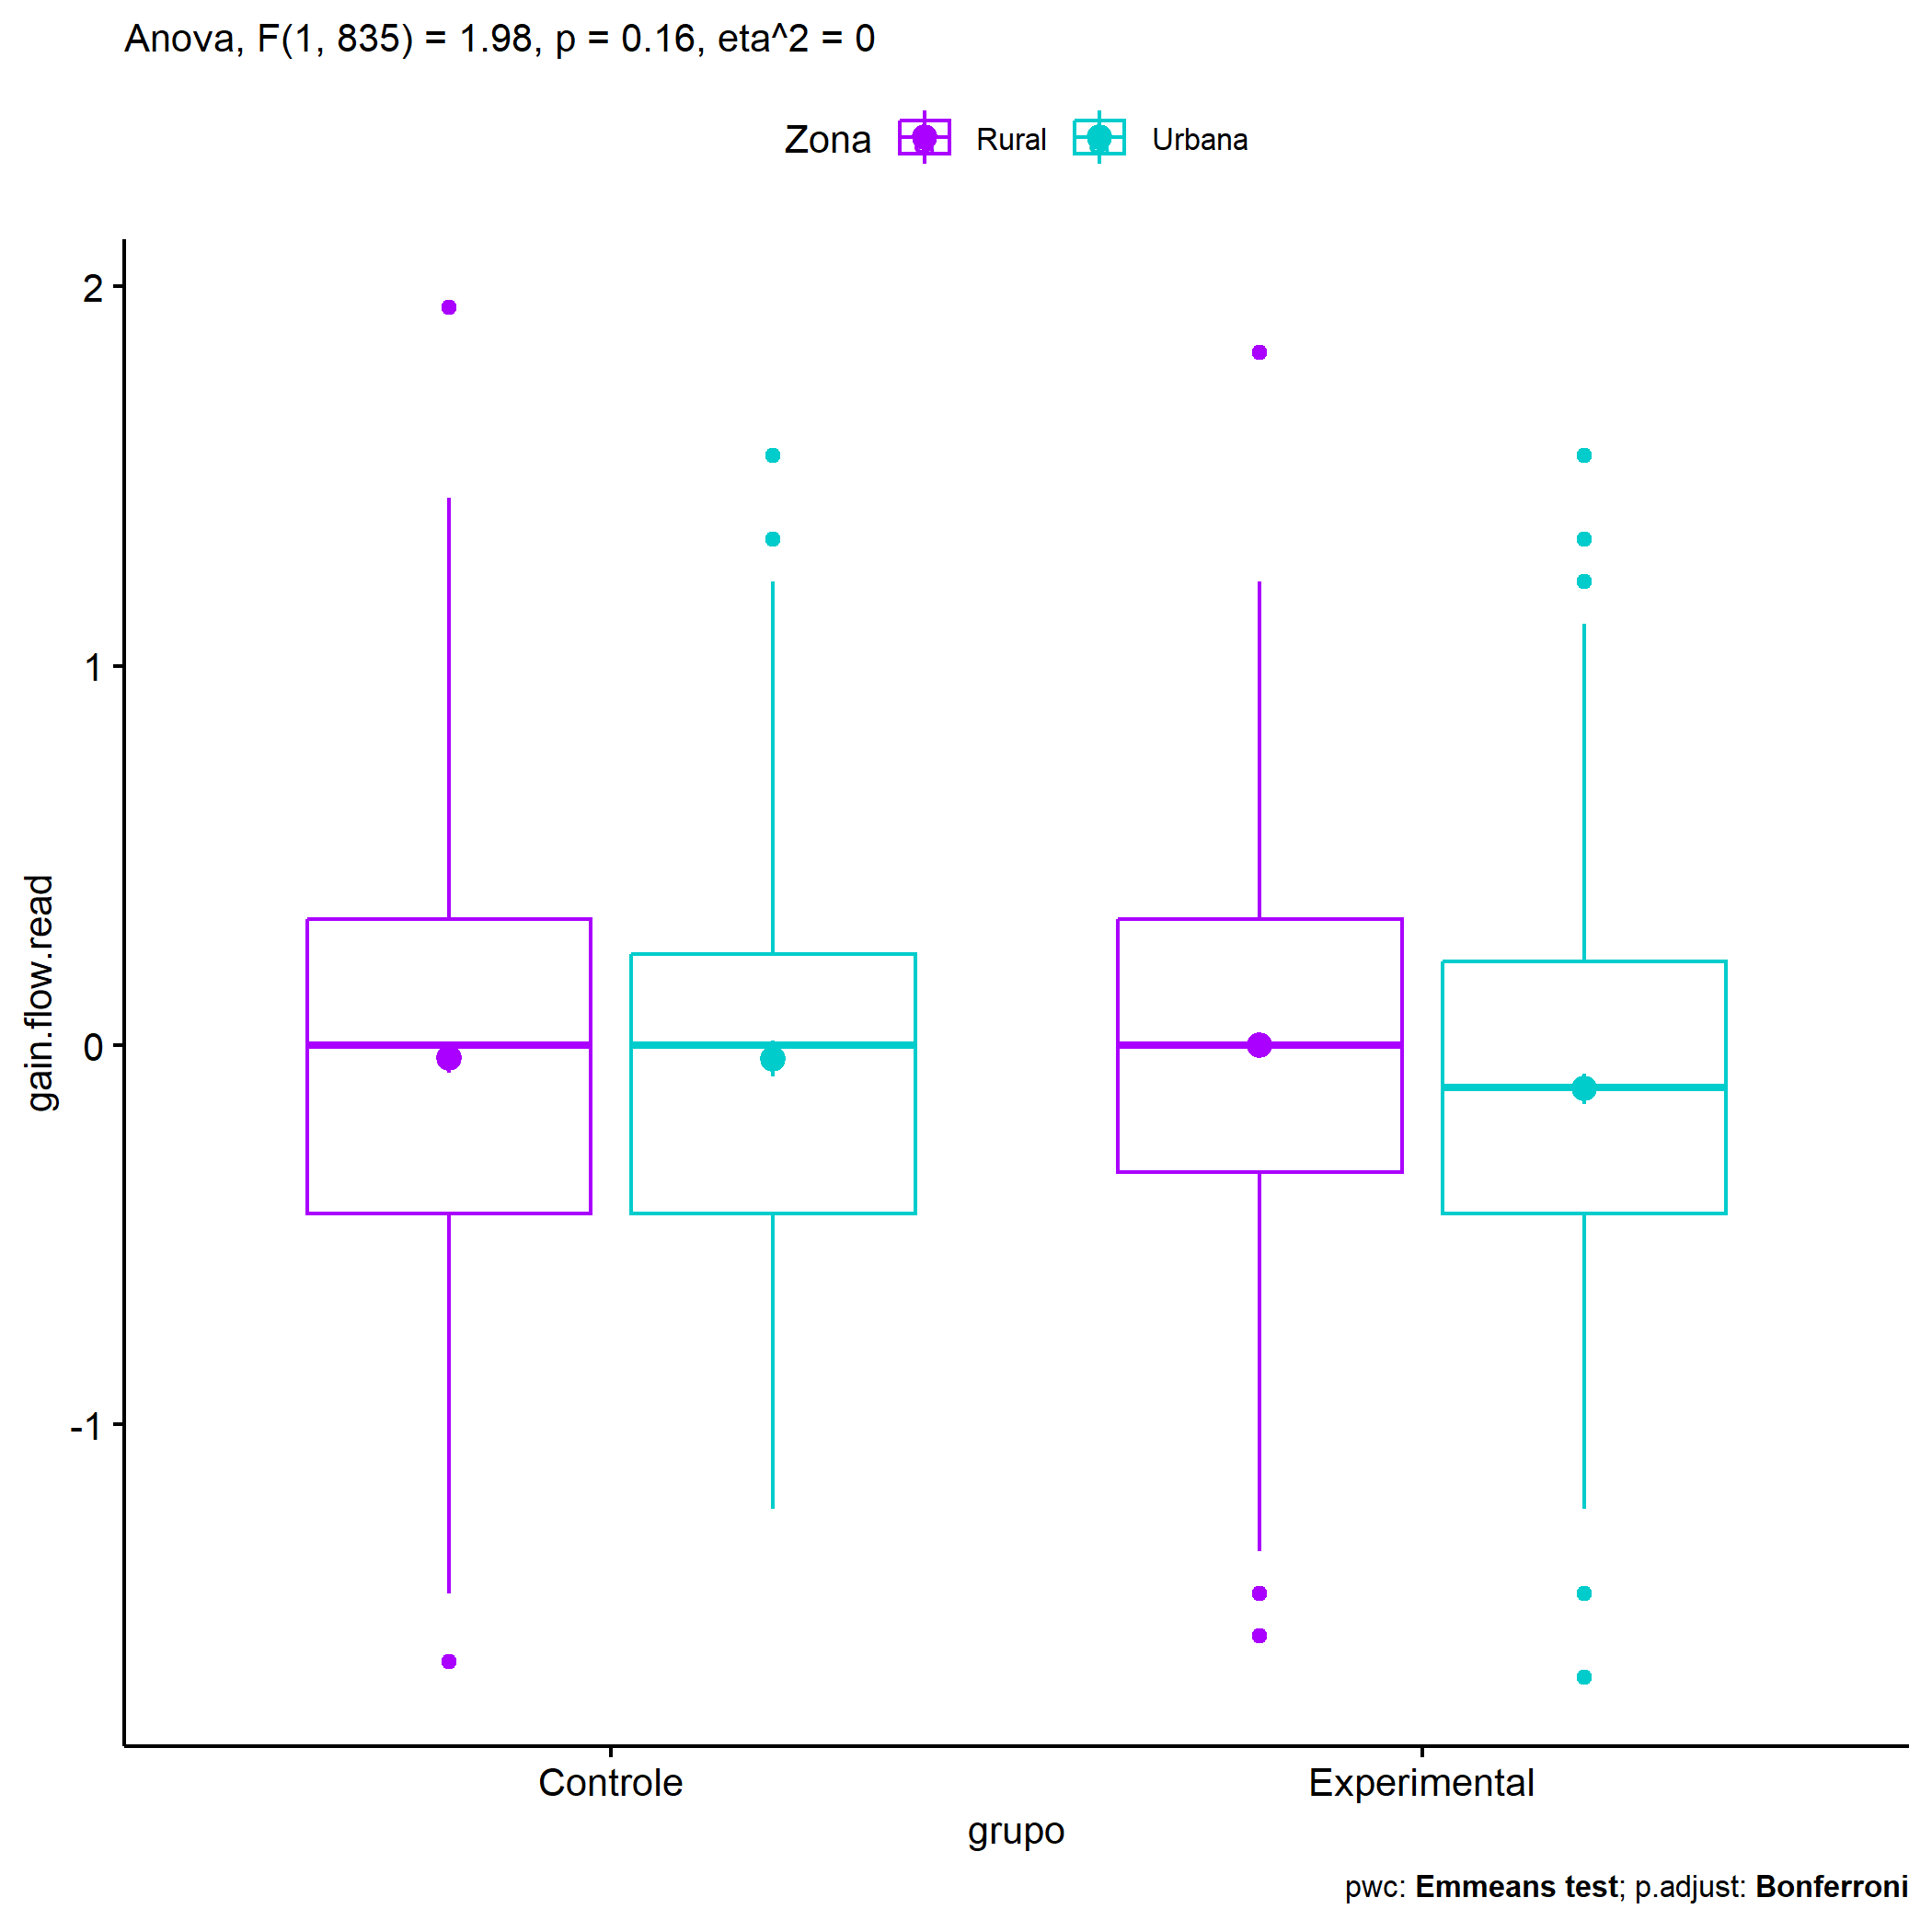 Anova, F(1, 835) = 1.98, p = 0.16, eta^2 = 0
Zona Rural Urbana
gain.flow.read
2
1
0
-1
Controle Experimental
grupo
pwc: Emmeans test; p.adjust: Bonferroni